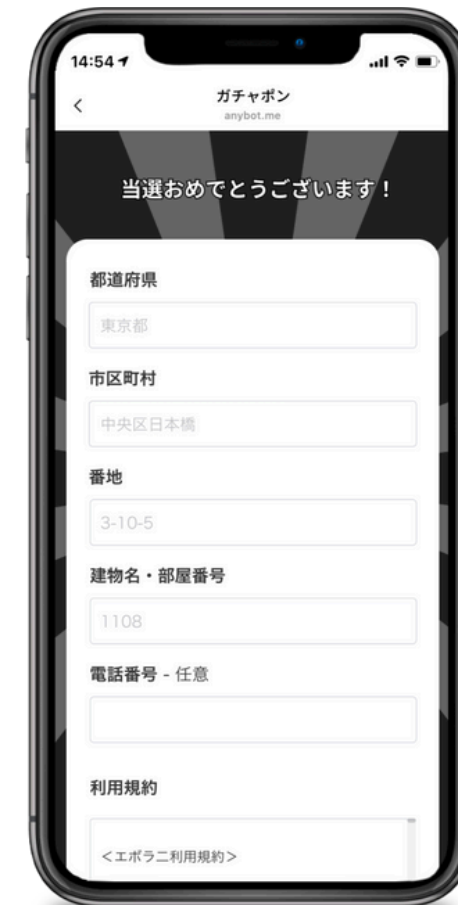 14:54
ガチャポン
anybot.me
当選おめでとうございます！
都道府県
東京都
市区町村
中央区日本橋
番地
3-10-5
建物名・部屋番号
1108
電話番号 - 任意
利用規約
＜エポラ二利用規約＞